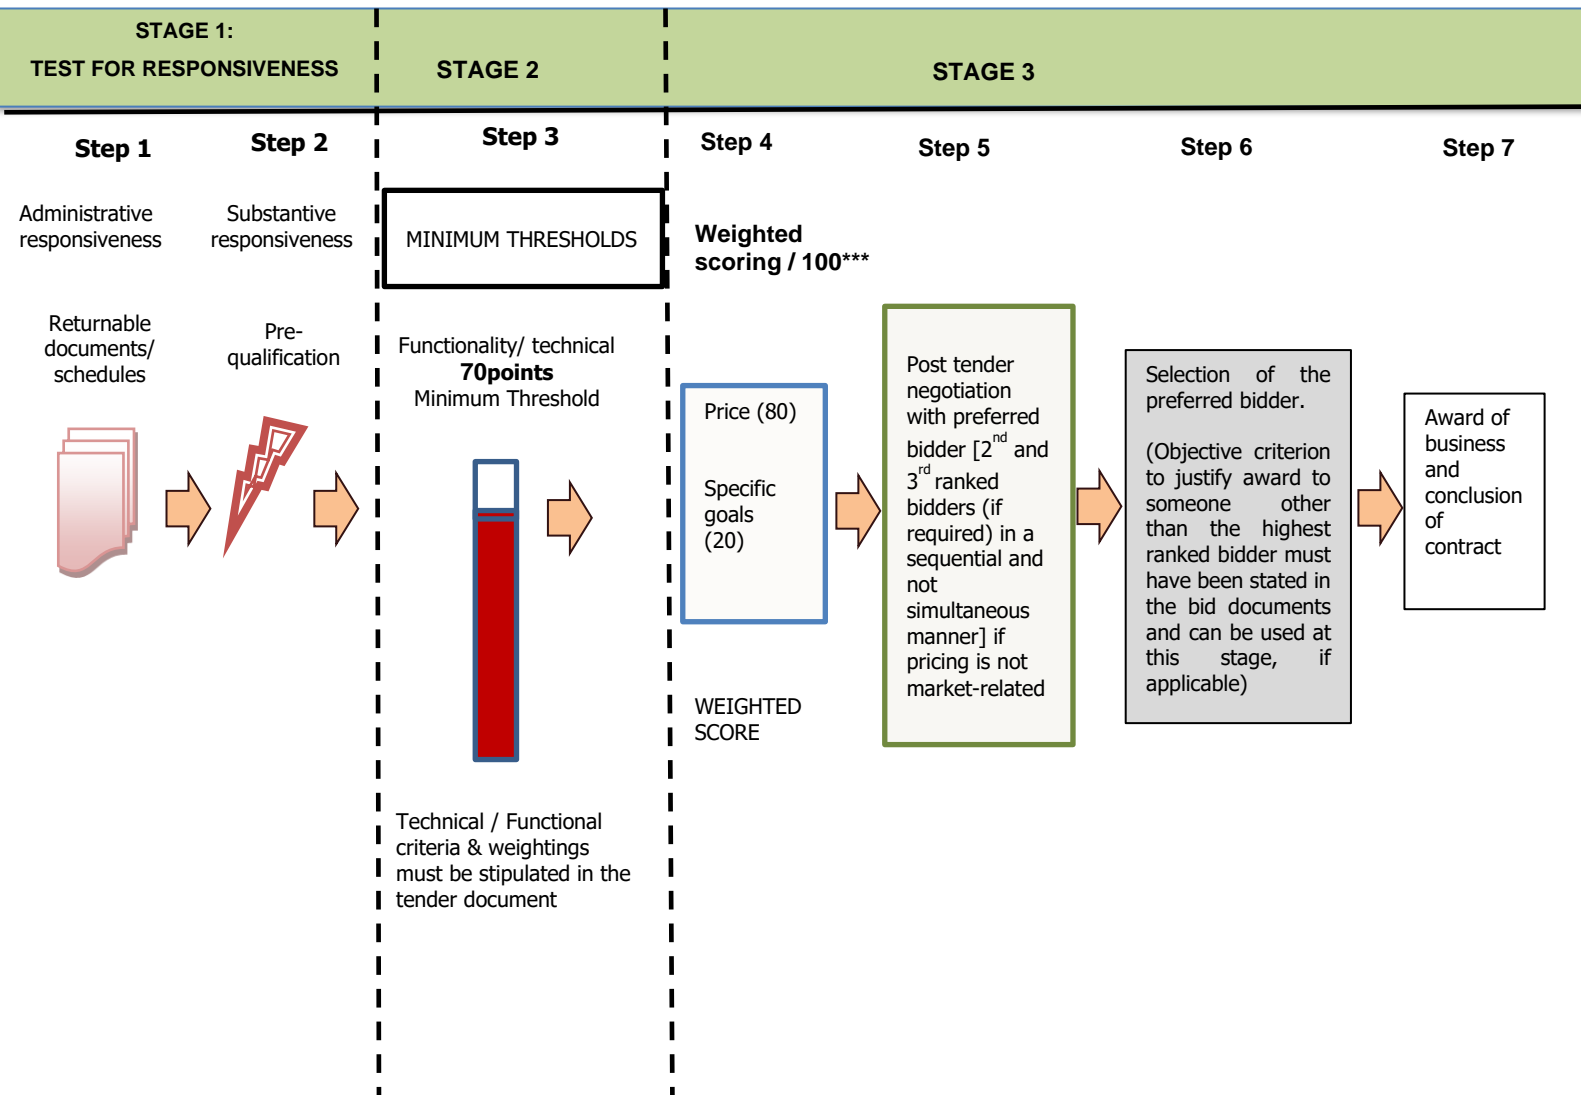 STAGE 1:
TEST FOR RESPONSIVENESS
STAGE 2
STAGE 3
Step 1
Step 2
Step 3
Step 4
Step 5
Step 6
Step 7
Administrative
responsiveness
Substantive
responsiveness
MINIMUM THRESHOLDS
Weighted
scoring / 100***
Returnable
documents/
schedules
Pre-
qualification
Functionality/ technical
70points
Minimum Threshold
Technical / Functional
criteria & weightings
must be stipulated in the
tender document
Price (80)
Specific
goals
(20)
WEIGHTED
SCORE
Post tender
negotiation
with preferred
bidder [2nd and
3rd ranked
bidders (if
required) in a
sequential and
not
simultaneous
manner] if
pricing is not
market-related
Selection of the
preferred bidder.
(Objective criterion
to justify award to
someone other
than the highest
ranked bidder must
have been stated in
the bid documents
and can be used at
this stage, if
applicable)
Award of
business
and
conclusion
of
contract